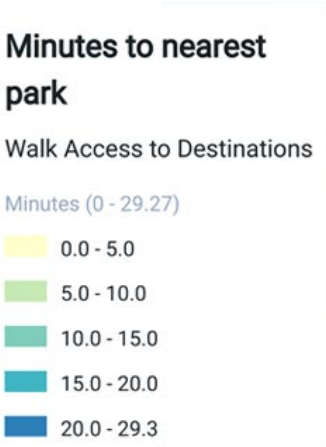 Minutes to nearest
park
Walk Access to Destinations
Minutes (0 - 29.27)
0.0 - 5.0
5.0 - 10.0
10.0 - 15.0
15.0 - 20.0
20.0 - 29.3